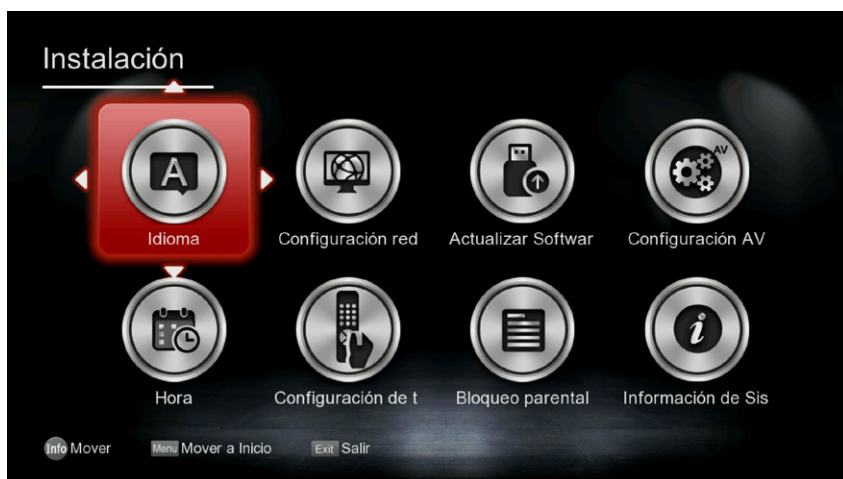 Instalación
A
AV
Idioma
Configuración red
Actualizar Softwar
Configuración AV
i
Hora
Configuración de t
Bloqueo parental
Información de Sis
Info Mover
Menu Mover a Inicio
Exit Salir